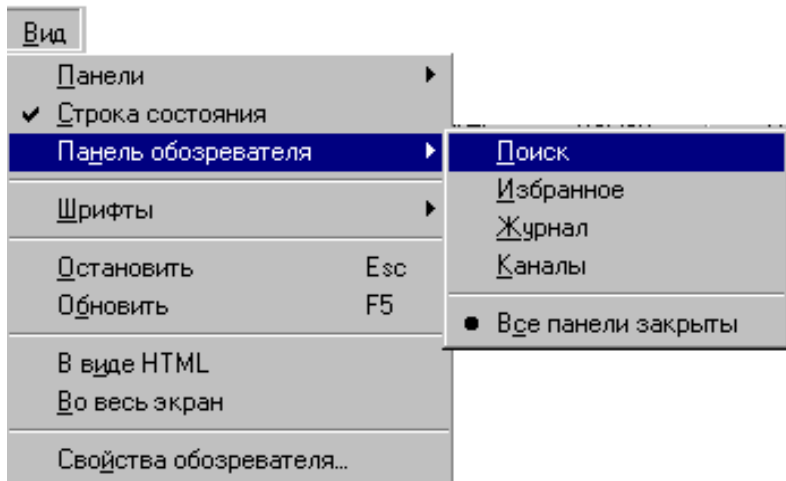 Вид
Панели
Строка состояния
Панель обозревателя
Шрифты
Остановить Esc
Обновить F5
В виде HTML
Во весь экран
Свойства обозревателя...
Поиск
Избранное
Журнал
Каналы
Все панели закрыты